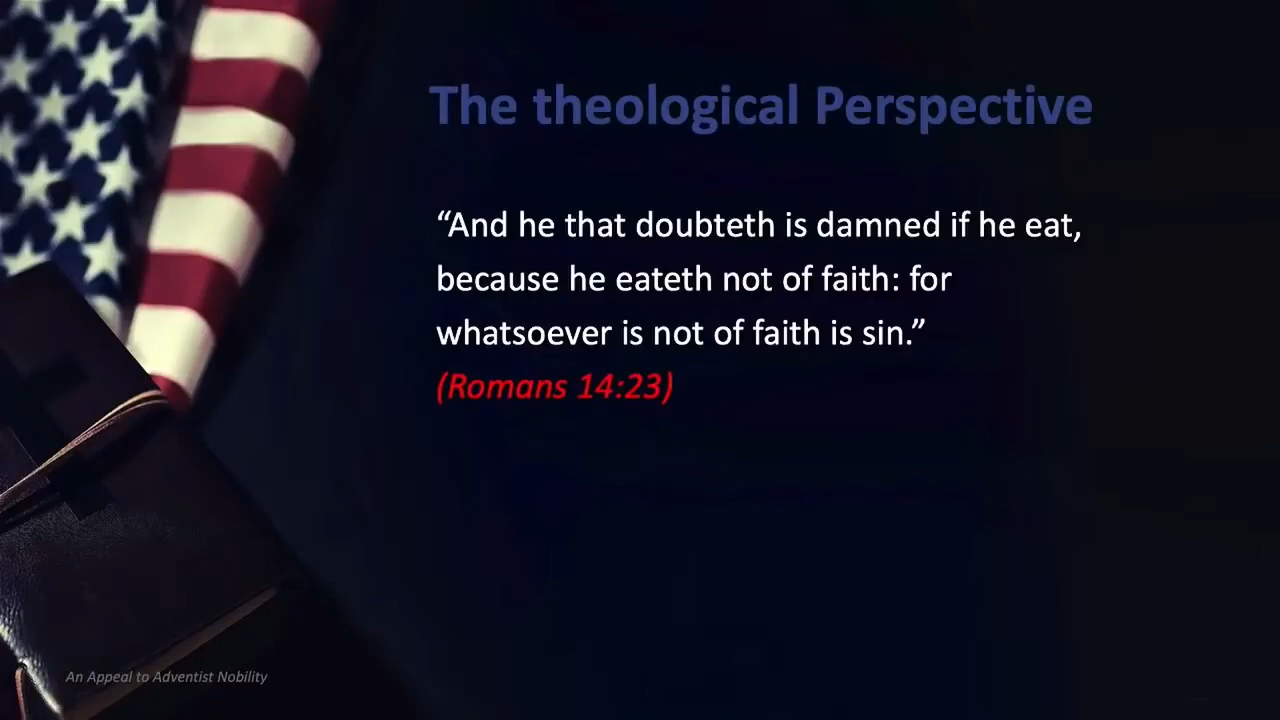 The theological Perspective
“And he that doubteth is damned if he eat,
because he eateth not of faith: for
whatsoever is not of faith is sin.”
(Romans 14:23)
An Appeal to Adventist Nobility